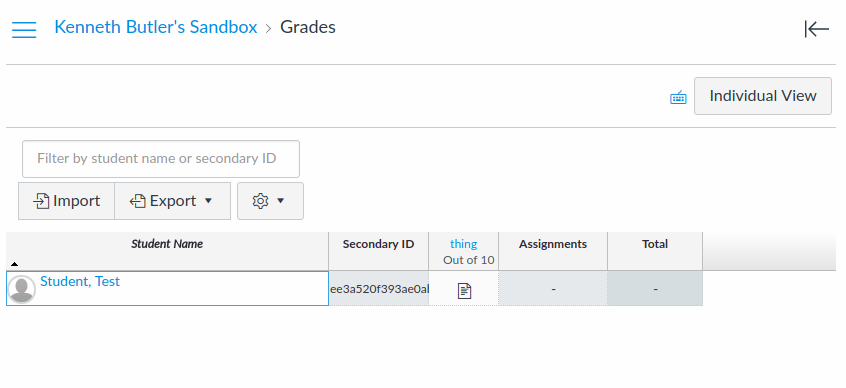 Kenneth Butler's Sandbox > Grades
Individual View
Filter by student name or secondary ID
Import Export
Student Name Secondary ID thing Assignments Total
Out of 10
Student, Test ee3a520f393ae0al - -